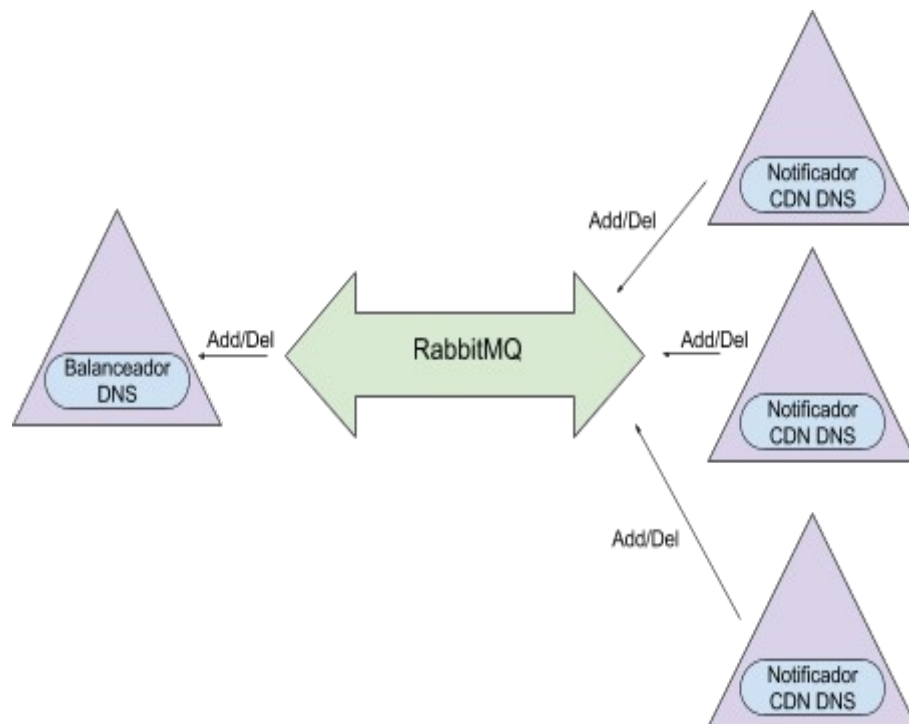 Notificador
CDN DNS
Add/Del
Add/Del
RabbitMQ
Add/Del
Balanceador
DNS
Notificador
CDN DNS
Add/Del
Notificador
CDN DNS